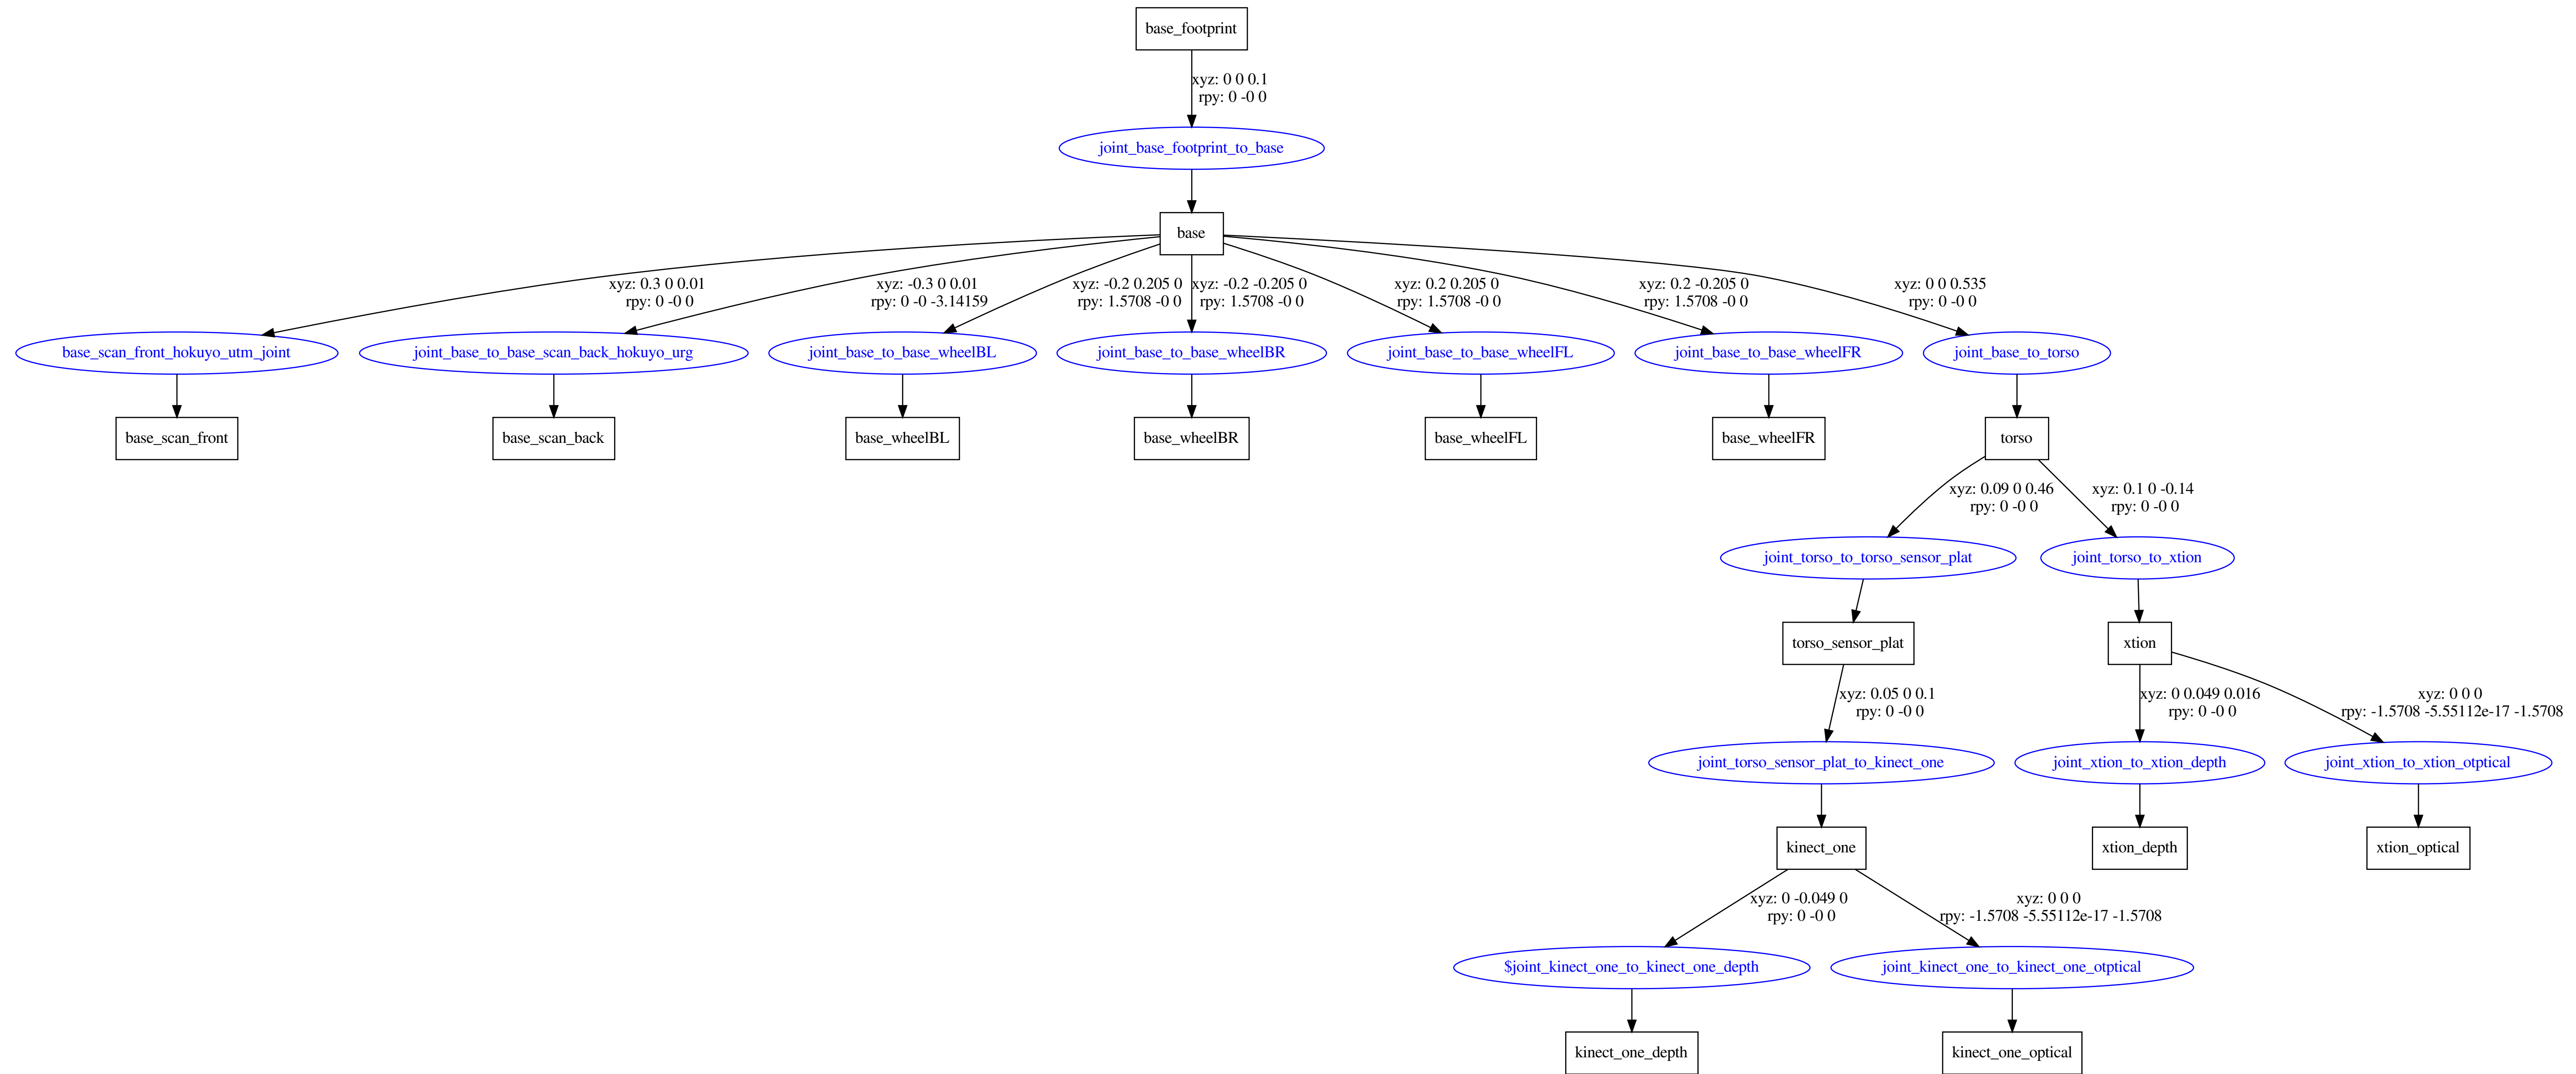 base_footprint
xyz: 0 0 0.1
rpy: 0 -0 0
joint_base_footprint_to_base
base
xyz: 0.3 0 0.01
rpy: 0 -0 0
xyz: -0.3 0 0.01
rpy: 0 -0 -3.14159
xyz: -0.2 0.205 0
rpy: 1.5708 -0 0
xyz: -0.2 -0.205 0
rpy: 1.5708 -0 0
xyz: 0.2 0.205 0
rpy: 1.5708 -0 0
xyz: 0.2 -0.205 0
rpy: 1.5708 -0 0
xyz: 0 0 0.535
rpy: 0 -0 0
base_scan_front_hokuyo_utm_joint
joint_base_to_base_scan_back_hokuyo_urg
joint_base_to_base_wheelBL
joint_base_to_base_wheelBR
joint_base_to_base_wheelFL
joint_base_to_base_wheelFR
joint_base_to_torso
base_scan_front
base_scan_back
base_wheelBL
base_wheelBR
base_wheelFL
base_wheelFR
torso
xyz: 0.09 0 0.46
rpy: 0 -0 0
xyz: 0.1 0 -0.14
rpy: 0 -0 0
joint_torso_to_torso_sensor_plat
joint_torso_to_xtion
torso_sensor_plat
xtion
xyz: 0.05 0 0.1
rpy: 0 -0 0
xyz: 0 0.049 0.016
rpy: 0 -0 0
xyz: 0 0 0
rpy: -1.5708 -5.55112e-17 -1.5708
joint_torso_sensor_plat_to_kinect_one
joint_xtion_to_xtion_depth
joint_xtion_to_xtion_otptical
kinect_one
xtion_depth
xtion_optical
xyz: 0 -0.049 0
rpy: 0 -0 0
xyz: 0 0 0
rpy: -1.5708 -5.55112e-17 -1.5708
$joint_kinect_one_to_kinect_one_depth
joint_kinect_one_to_kinect_one_otptical
kinect_one_depth
kinect_one_optical